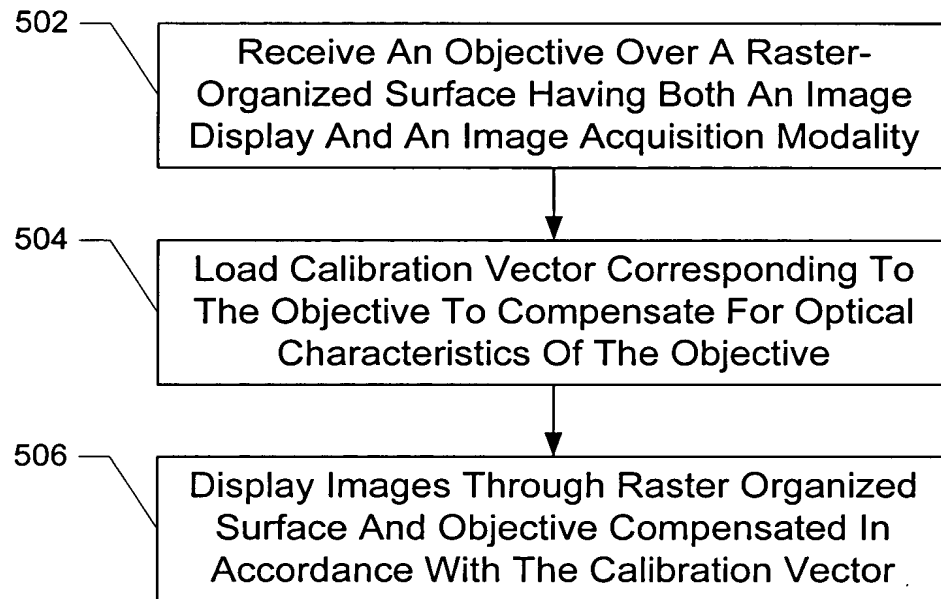 502
Receive An Objective Over A Raster-
Organized Surface Having Both An Image
Display And An Image Acquisition Modality
504
Load Calibration Vector Corresponding To
The Objective To Compensate For Optical
Characteristics Of The Objective
506
Display Images Through Raster Organized
Surface And Objective Compensated In
Accordance With The Calibration Vector